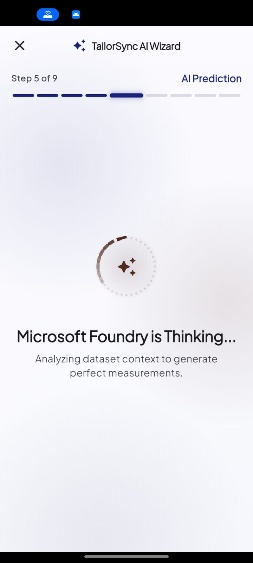 TailorSync AI Wizard
Step 5 of 9
AI Prediction
Microsoft Foundry is Thinking...
Analyzing dataset context to generate
perfect measurements.